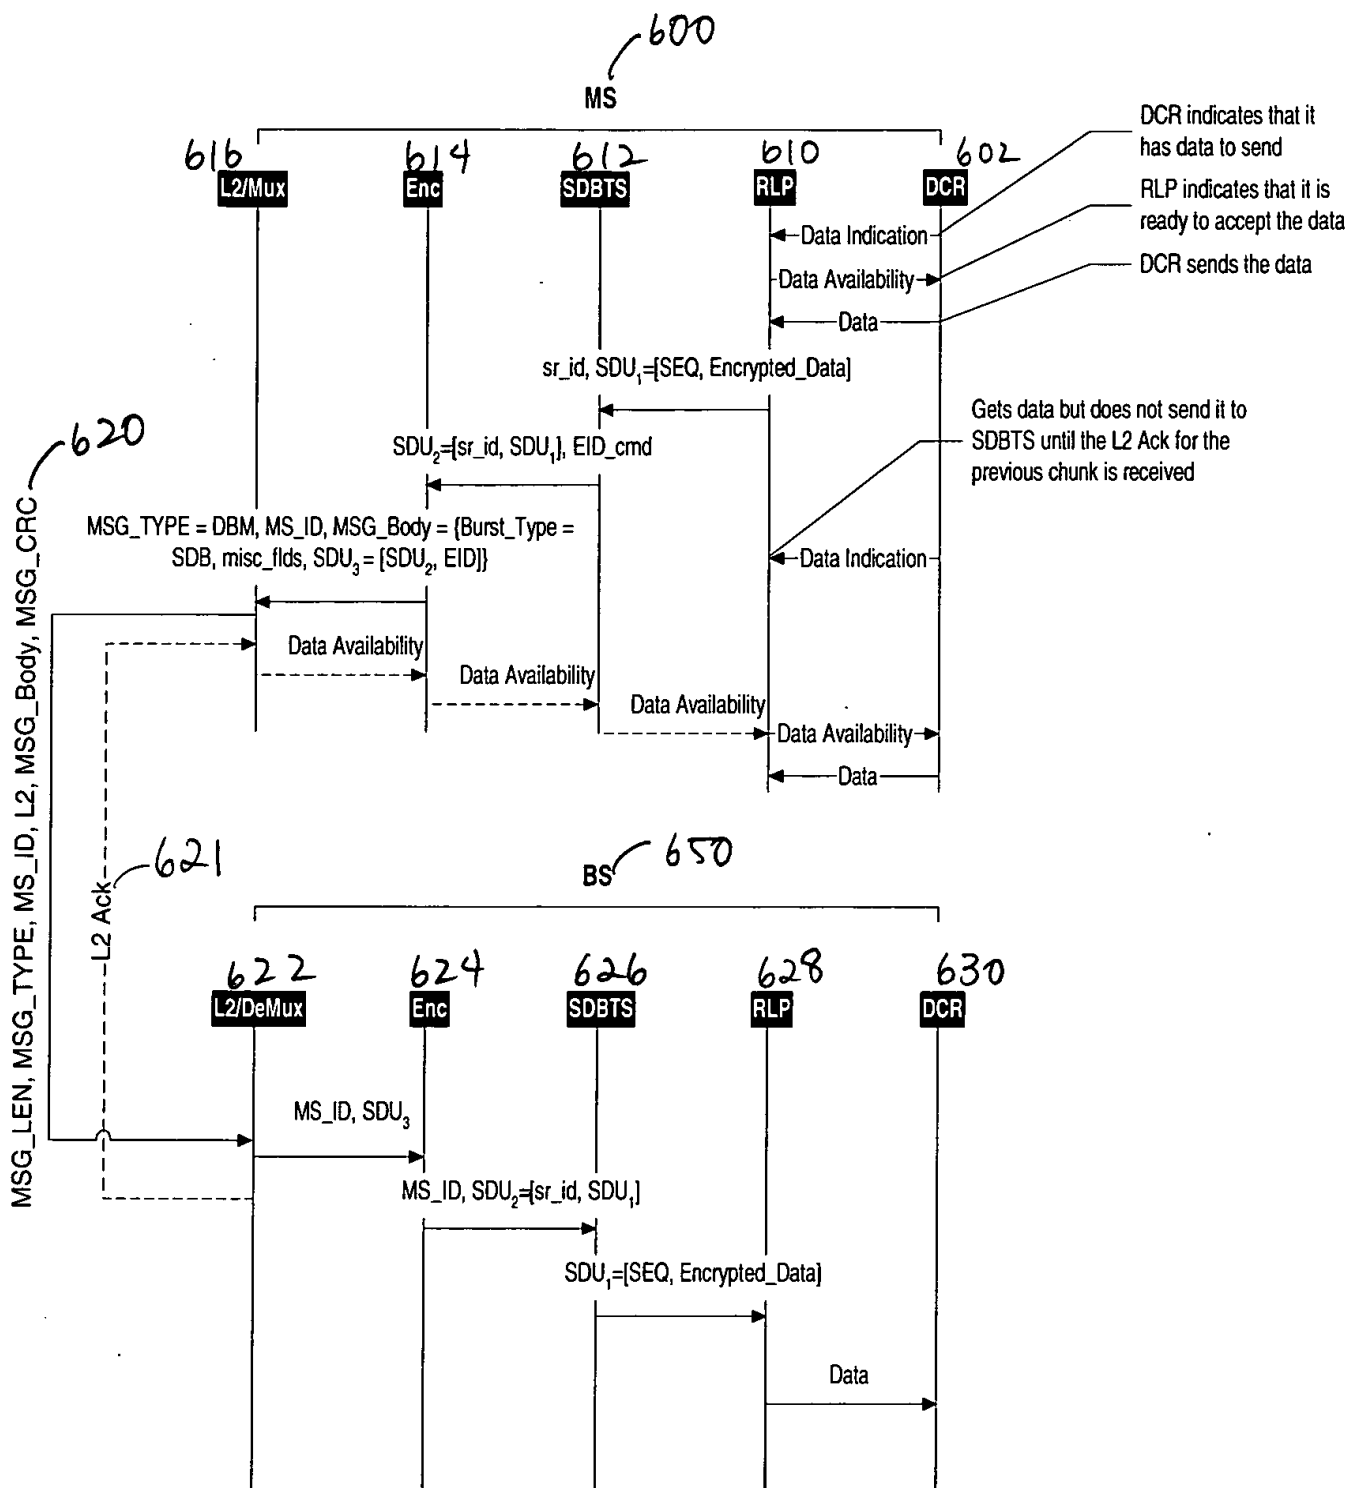 600
MS
616
614
612
610
602
L2/Mux
Enc
SDBTS
RLP
DCR
DCR indicates that it
has data to send
RLP indicates that it is
ready to accept the data
DCR sends the data
Data Indication
Data Availability
Data
sr_id, SDU1=[SEQ, Encrypted_Data]
Gets data but does not send it to
SDBTS until the L2 Ack for the
previous chunk is received
SDU2=[sr_id, SDU1], EID_cmd
620
MSG_LEN, MSG_TYPE, MS_ID, L2, MSG_Body, MSG_CRC
MSG_TYPE = DBM, MS_ID, MSG_Body = {Burst_Type =
SDB, misc_flds, SDU3 = [SDU2, EID]}
Data Indication
Data Availability
Data Availability
Data Availability
Data Availability
Data
621
L2 Ack
BS
650
622
624
626
628
630
L2/DeMux
Enc
SDBTS
RLP
DCR
MS_ID, SDU3
MS_ID, SDU2=[sr_id, SDU1]
SDU1=[SEQ, Encrypted_Data]
Data